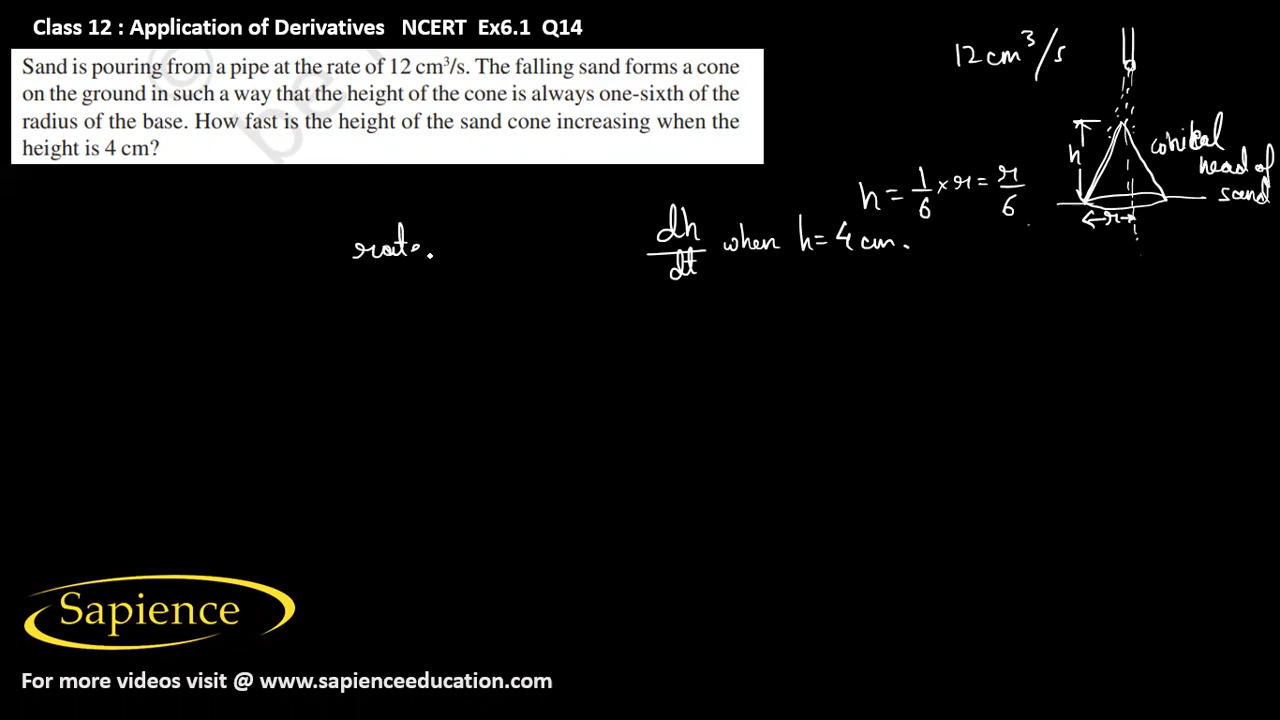 Class 12 : Application of Derivatives NCERT Ex6.1 Q14
Sand is pouring from a pipe at the rate of 12 cm³/s. The falling sand forms a cone
on the ground in such a way that the height of the cone is always one-sixth of the
radius of the base. How fast is the height of the sand cone increasing when the
height is 4 cm?
12 cm³/s
h
conical
head of
sand
r
h = 1/6 × r = r/6
rate.
dh/dt when h = 4 cm.
Sapience
For more videos visit @ www.sapienceeducation.com